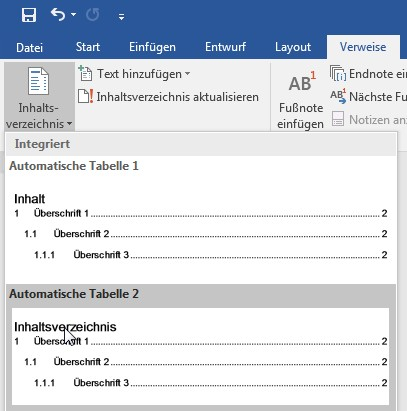 Datei Start Einfügen Entwurf Layout Verweise
Inhalts-
verzeichnis
Text hinzufügen
Inhaltsverzeichnis aktualisieren
AB1
Fußnote
einfügen
Endnote ei
AB Nächste Fu
Notizen an
Integriert
Automatische Tabelle 1
Inhalt
1 Überschrift 1 2
1.1 Überschrift 2 2
1.1.1 Überschrift 3 2
Automatische Tabelle 2
Inhaltsverzeichnis
1 Überschrift 1 2
1.1 Überschrift 2 2
1.1.1 Überschrift 3 2